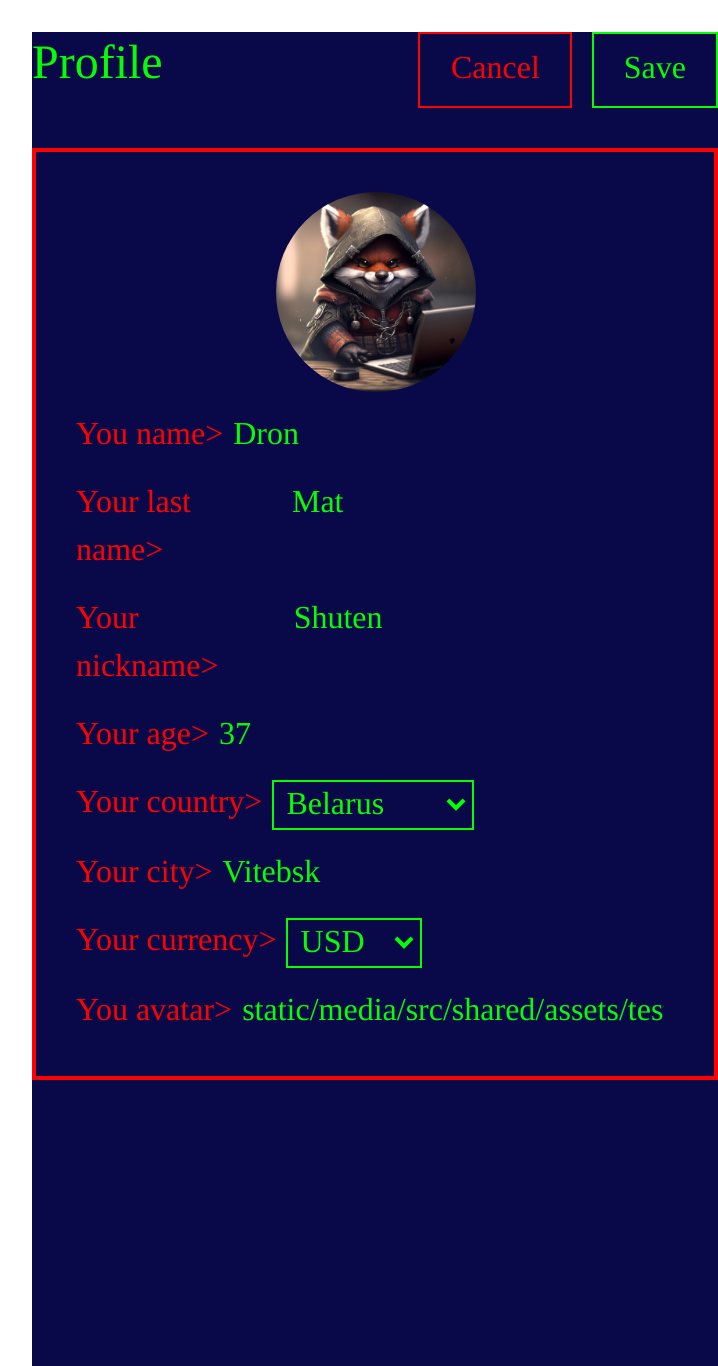 Profile
Cancel
Save
You name> Dron
Your last Mat
name>
Your Shuten
nickname>
Your age> 37
Your country> Belarus
Your city> Vitebsk
Your currency> USD
You avatar> static/media/src/shared/assets/tes